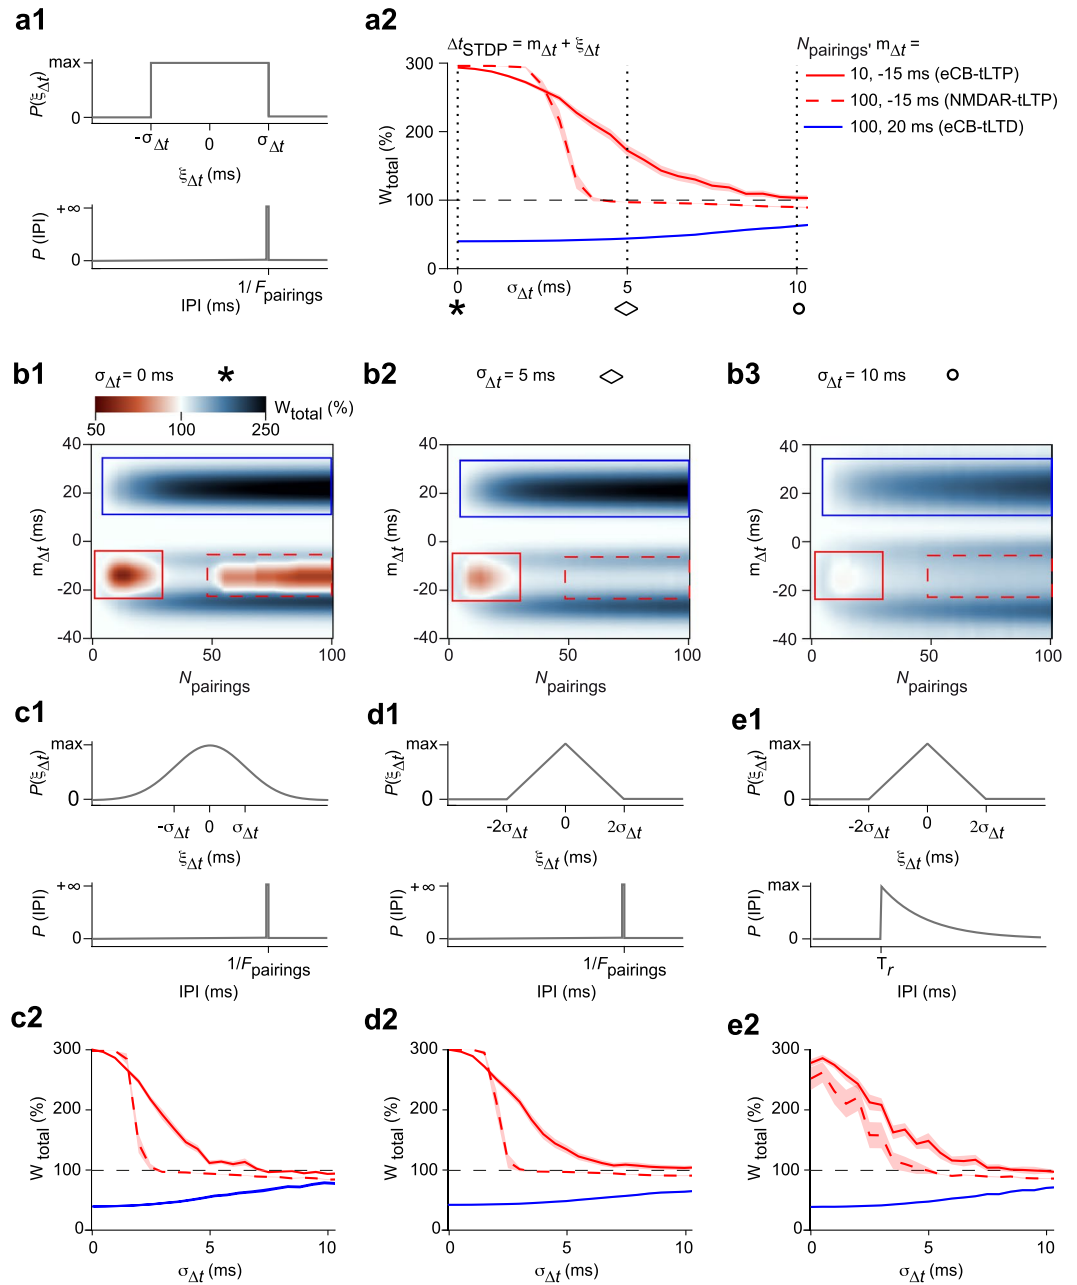 a1
max
P(ξΔt)
0
-σΔt 0 σΔt
ξΔt (ms)
+∞
P (IPI)
0
1/ Fpairings
IPI (ms)
a2
ΔtSTDP = mΔt + ξΔt
Npairings, mΔt =
10, -15 ms (eCB-tLTP)
100, -15 ms (NMDAR-tLTP)
100, 20 ms (eCB-tLTD)
300
200
100
0
Wtotal (%)
0 5 10
σΔt (ms)
b1
σΔt = 0 ms
Wtotal (%)
50 100 250
40
20
0
-20
-40
mΔt (ms)
0 50 100
Npairings
b2
σΔt = 5 ms
40
20
0
-20
-40
mΔt (ms)
0 50 100
Npairings
b3
σΔt = 10 ms
40
20
0
-20
-40
mΔt (ms)
0 50 100
Npairings
c1
max
P(ξΔt)
0
-σΔt 0 σΔt
ξΔt (ms)
+∞
P (IPI)
0
1/Fpairings
IPI (ms)
d1
max
P(ξΔt)
0
-2σΔt 0 2σΔt
ξΔt (ms)
+∞
P (IPI)
0
1/Fpairings
IPI (ms)
e1
max
P(ξΔt)
0
-2σΔt 0 2σΔt
ξΔt (ms)
max
P (IPI)
0
Tr
IPI (ms)
c2
300
200
100
0
W total (%)
0 5 10
σΔt (ms)
d2
300
200
100
0
W total (%)
0 5 10
σΔt (ms)
e2
300
200
100
0
W total (%)
0 5 10
σΔt (ms)